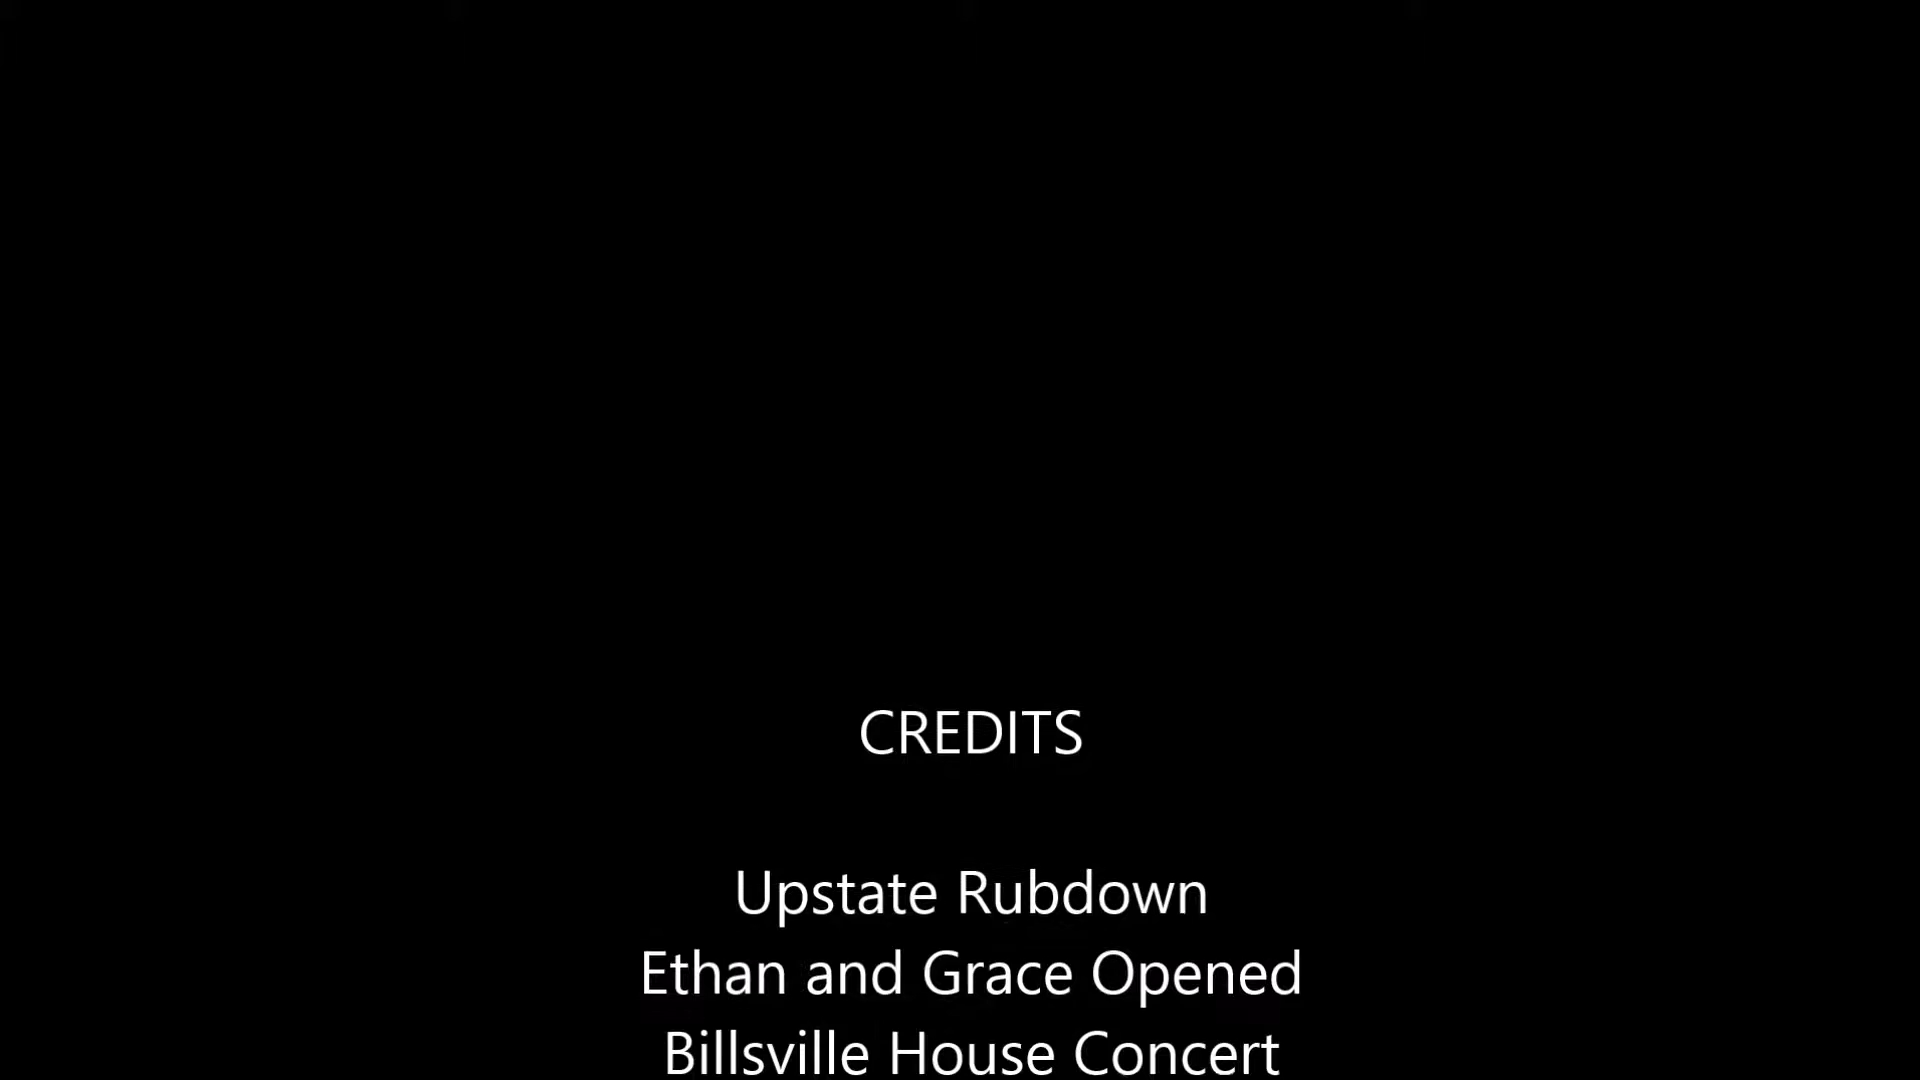 CREDITS
Upstate Rubdown
Ethan and Grace Opened
Billsville House Concert